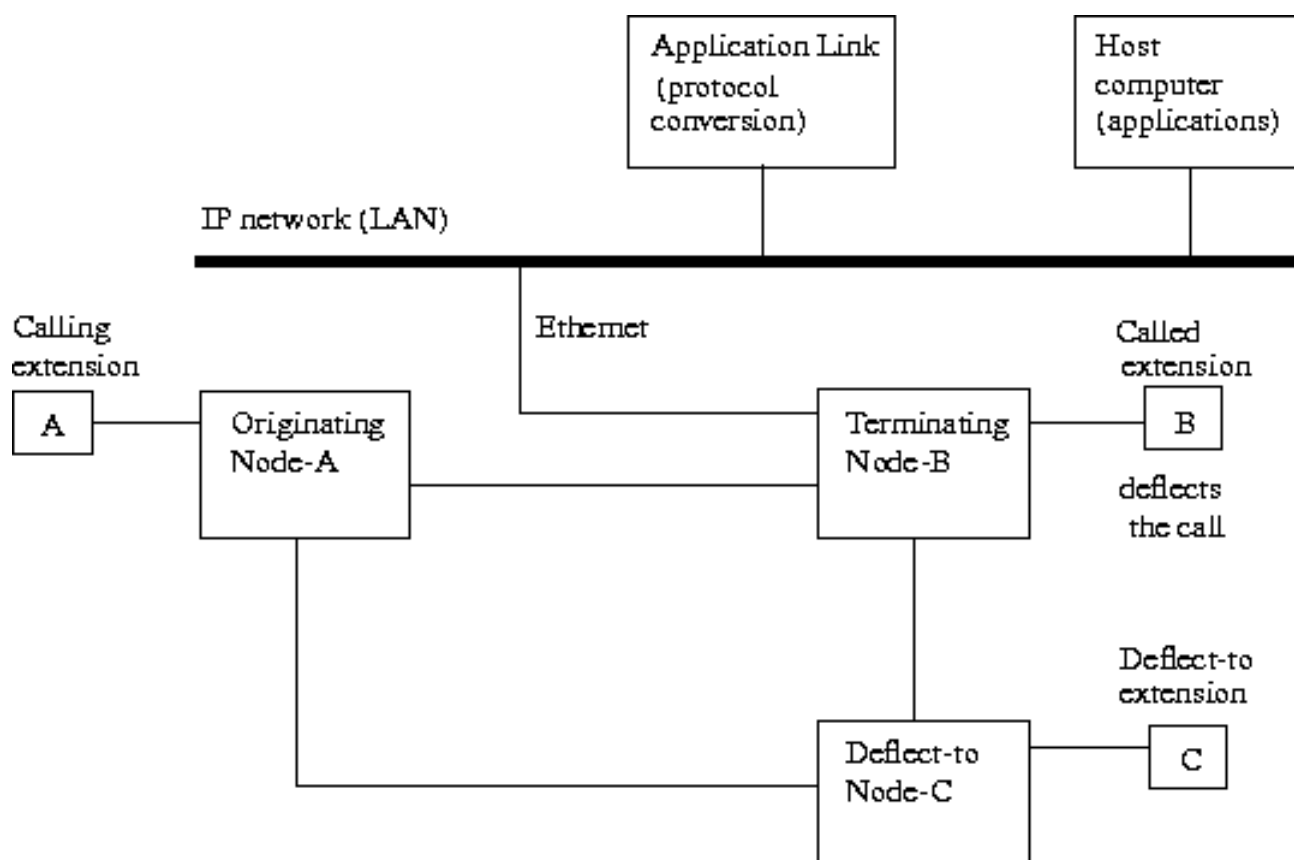 Application Link
(protocol
conversion)
Host
computer
(applications)
IP network (LAN)
Ethernet
Calling
extension
A
Originating
Node-A
Terminating
Node-B
Called
extension
B
deflects
the call
Deflect-to
extension
Deflect-to
Node-C
C